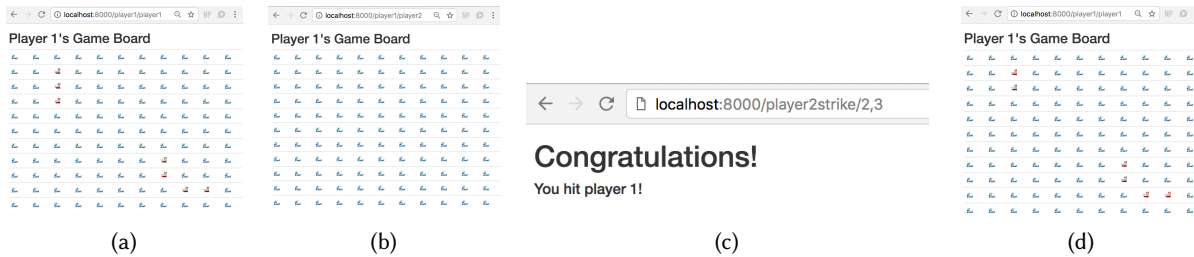 localhost:8000/player1/player1
Player 1's Game Board
(a)
localhost:8000/player1/player2
Player 1's Game Board
(b)
localhost:8000/player2strike/2,3
Congratulations!
You hit player 1!
(c)
localhost:8000/player1/player1
Player 1's Game Board
(d)